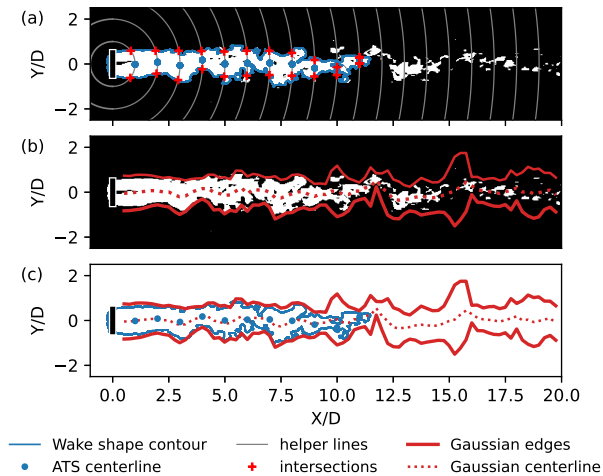 (a)
2
0
−2
Y/D
(b)
2
0
−2
Y/D
(c)
2
0
−2
Y/D
0.0 2.5 5.0 7.5 10.0 12.5 15.0 17.5 20.0
X/D
Wake shape contour helper lines Gaussian edges
ATS centerline intersections Gaussian centerline